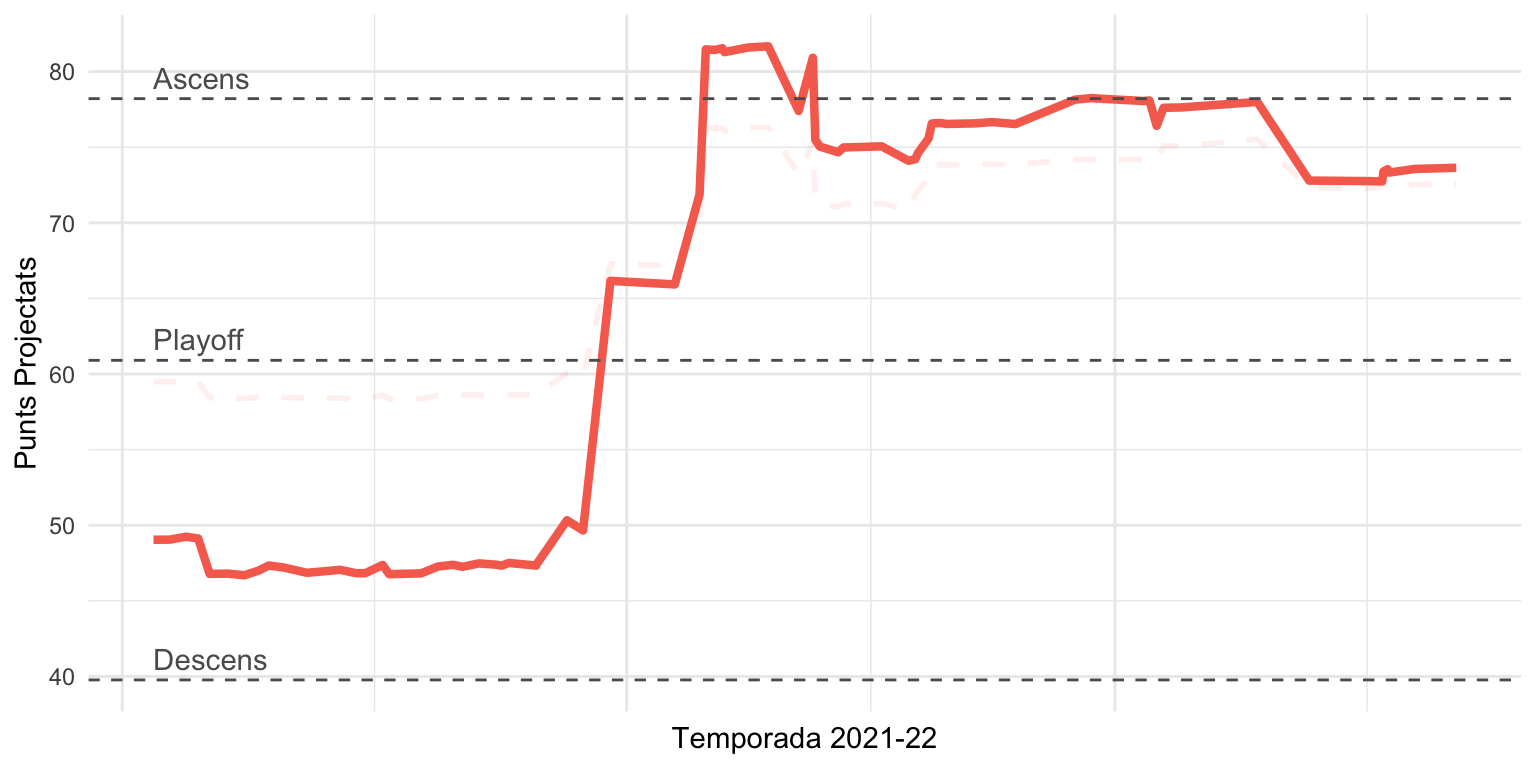 80
70
60
50
40
Punts Projectats
Ascens
Playoff
Descens
Temporada 2021-22